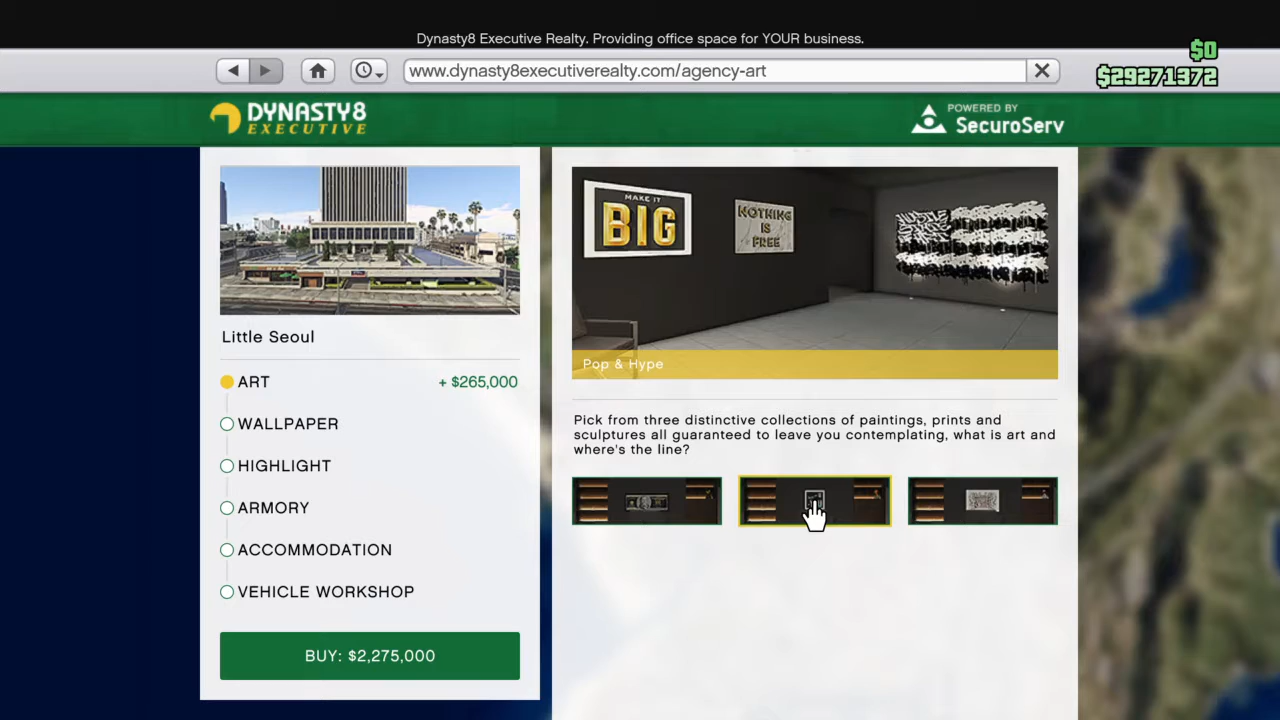 Dynasty8 Executive Realty. Providing office space for YOUR business.
$0
www.dynasty8executiverealty.com/agency-art
$29271372
DYNASTY8
EXECUTIVE
POWERED BY
SecuroServ
Little Seoul
ART + $265,000
WALLPAPER
HIGHLIGHT
ARMORY
ACCOMMODATION
VEHICLE WORKSHOP
BUY: $2,275,000
MAKE IT
BIG
NOTHING
IS
FREE
Pop & Hype
Pick from three distinctive collections of paintings, prints and
sculptures all guaranteed to leave you contemplating, what is art and
where's the line?